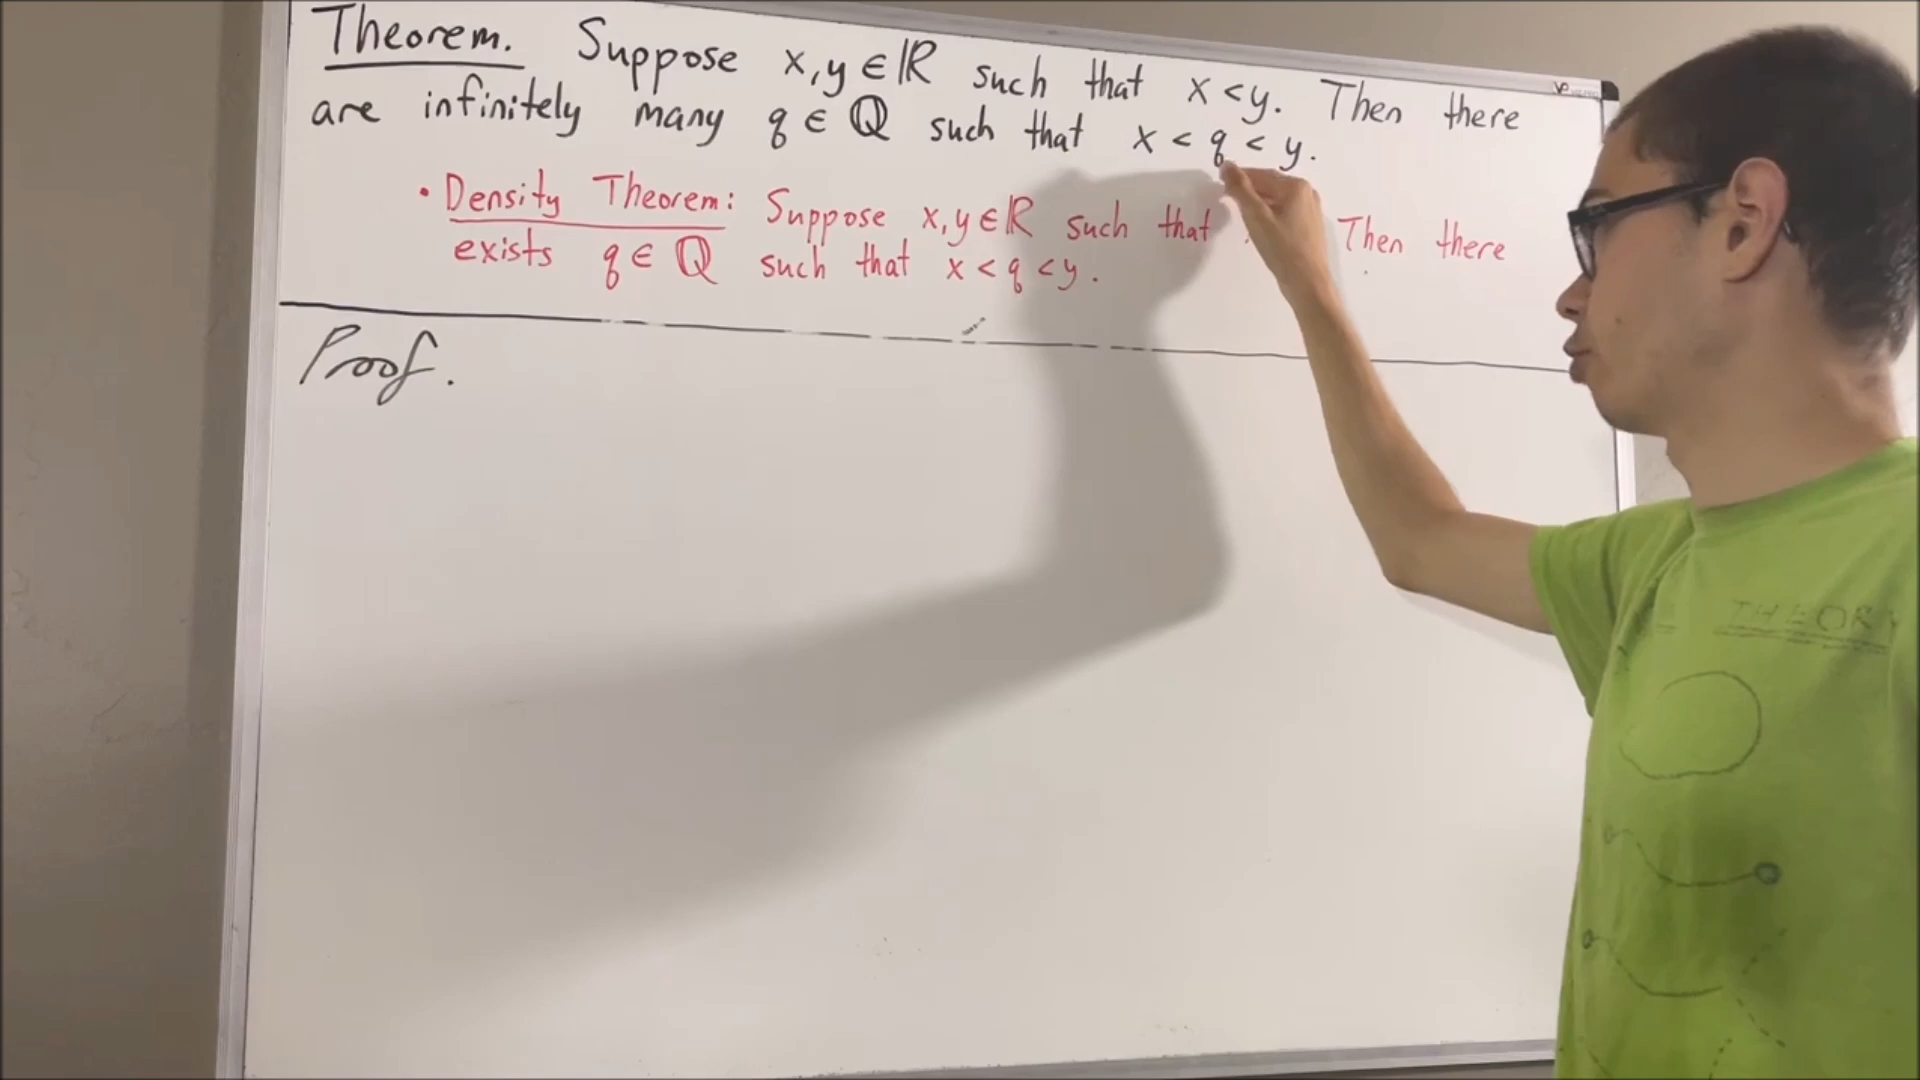 Theorem. Suppose x, y ∈ ℝ such that x < y. Then there
are infinitely many q ∈ ℚ such that x < q < y.
• Density Theorem: Suppose x, y ∈ ℝ such that Then there
exists q ∈ ℚ such that x < q < y.
Proof.
THEORY